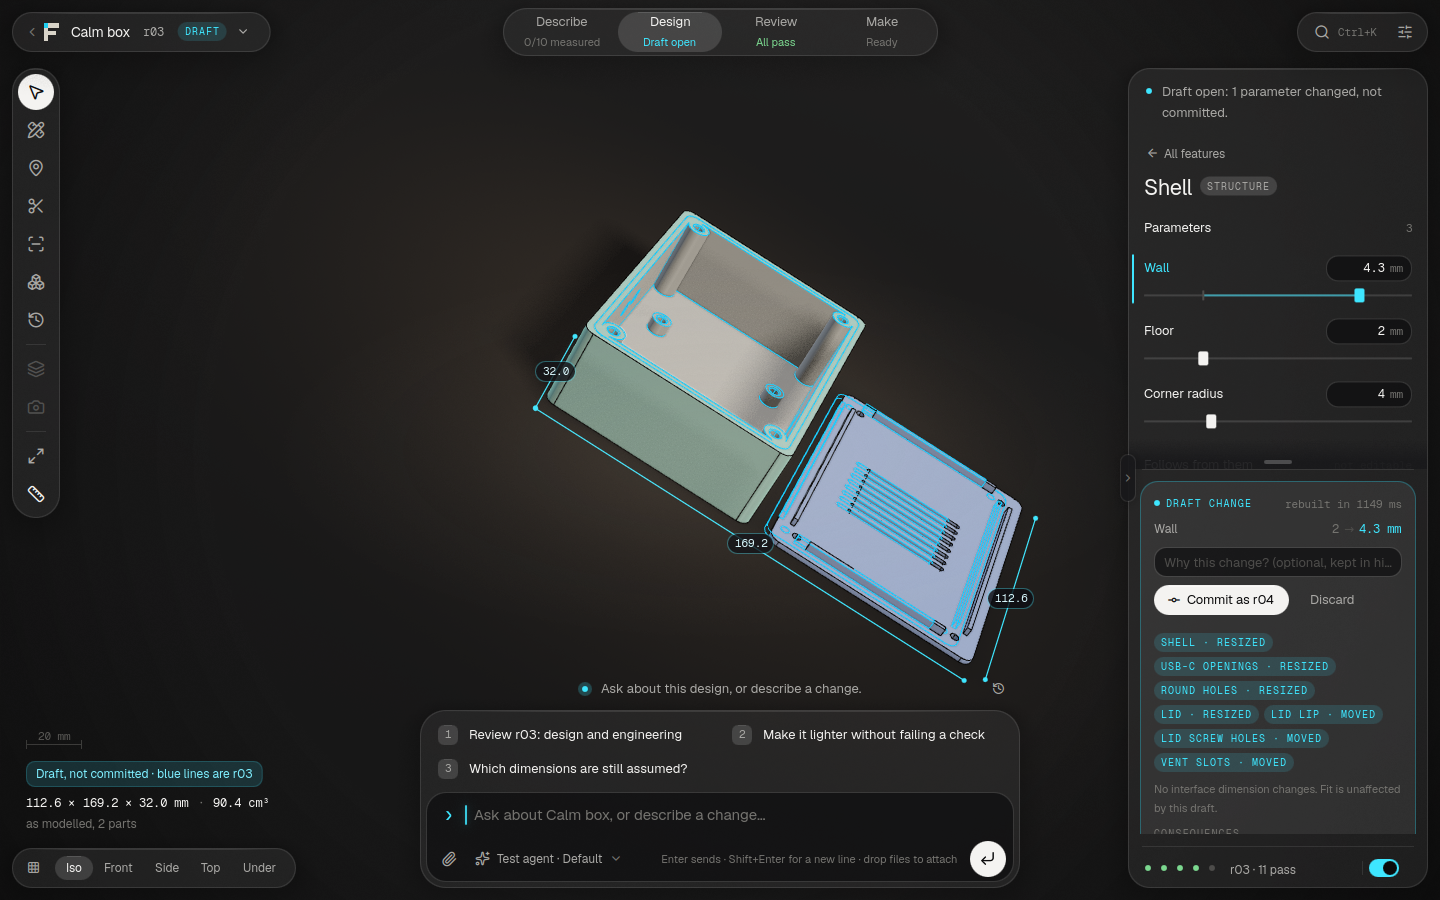 Calm box r03 DRAFT
Describe
0/10 measured
Design
Draft open
Review
All pass
Make
Ready
Ctrl+K
Draft open: 1 parameter changed, not
committed.
All features
Shell STRUCTURE
Parameters 3
Wall 4.3 mm
Floor 2 mm
Corner radius 4 mm
Follows from them
DRAFT CHANGE rebuilt in 1149 ms
Wall 2 → 4.3 mm
Why this change? (optional, kept in hi...
Commit as r04 Discard
SHELL · RESIZED
USB-C OPENINGS · RESIZED
ROUND HOLES · RESIZED
LID · RESIZED LID LIP · MOVED
LID SCREW HOLES · MOVED
VENT SLOTS · MOVED
No interface dimension changes. Fit is unaffected
by this draft.
CONSEQUENCES
r03 · 11 pass
32.0
169.2
112.6
Ask about this design, or describe a change.
1 Review r03: design and engineering
2 Make it lighter without failing a check
3 Which dimensions are still assumed?
Ask about Calm box, or describe a change...
Test agent · Default
Enter sends · Shift+Enter for a new line · drop files to attach
20 mm
Draft, not committed · blue lines are r03
112.6 × 169.2 × 32.0 mm · 90.4 cm³
as modelled, 2 parts
Iso Front Side Top Under